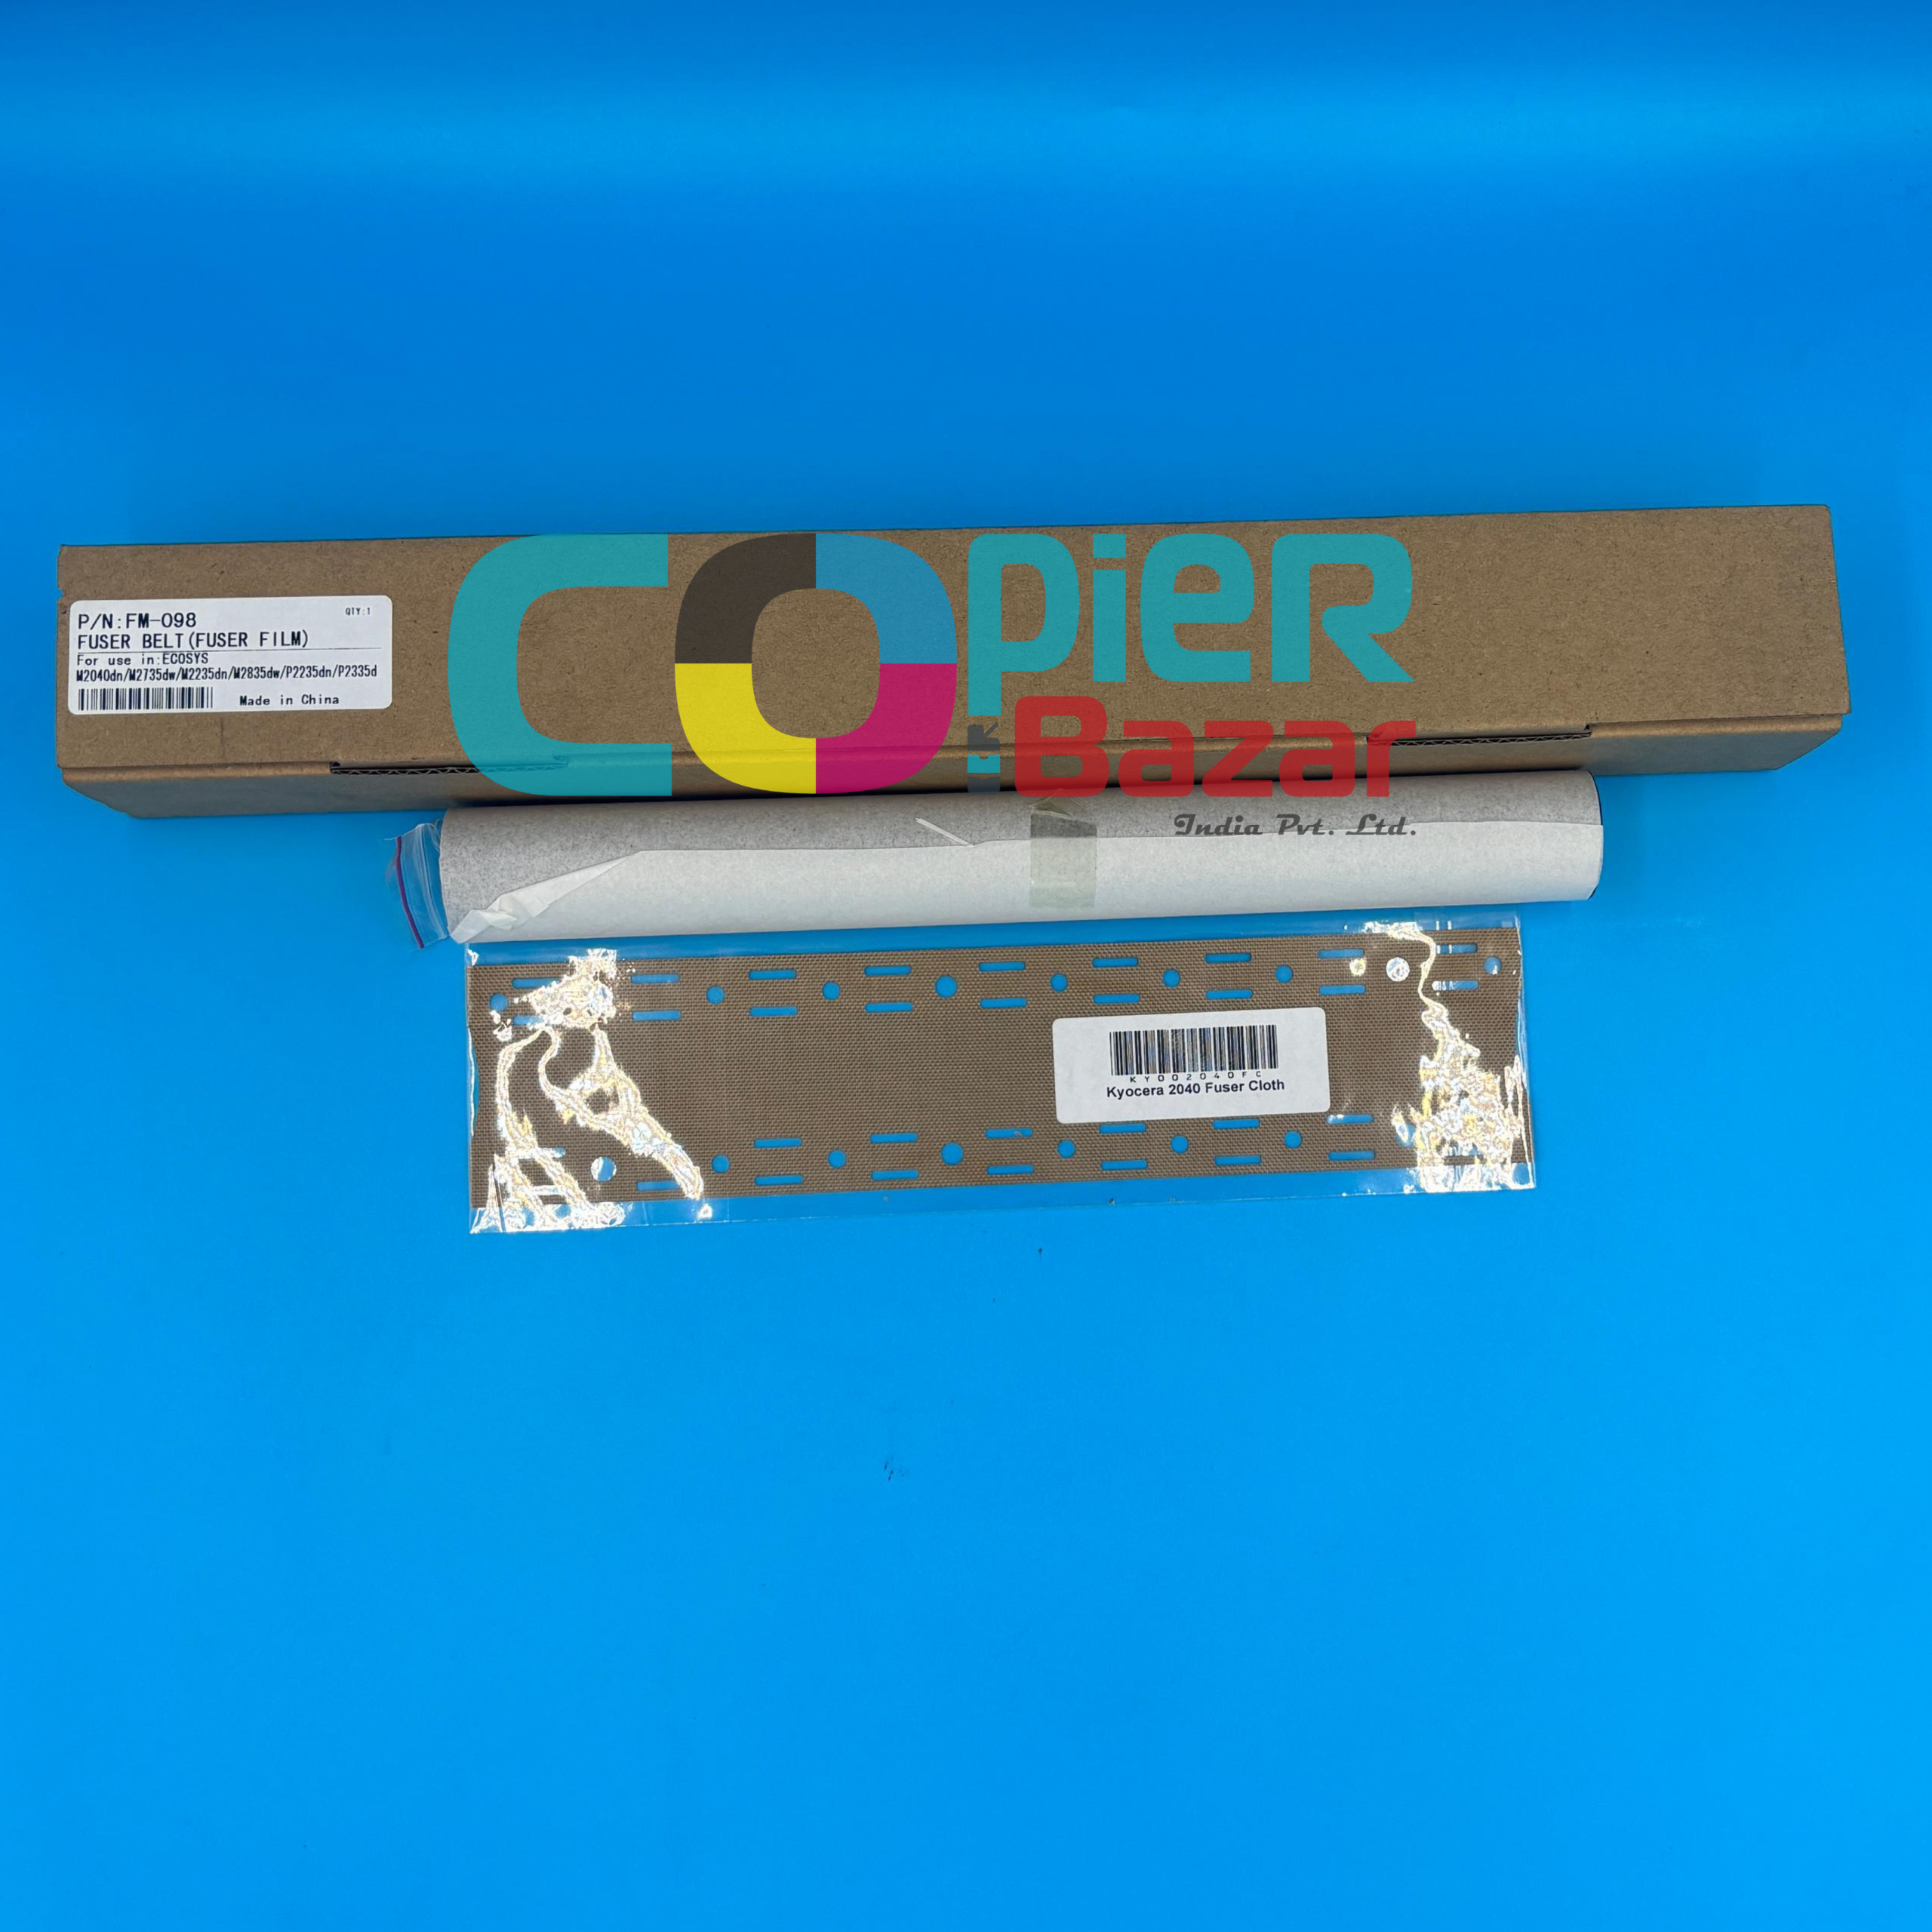 P/N:FM-098
QTY:1
FUSER BELT(FUSER FILM)
For use in:ECOSYS
M2040dn/M2735dw/M2235dn/M2835dw/P2235dn/P2335d
Made in China
COPieR
Bazar
India Pvt. Ltd.
KY002040FC
Kyocera 2040 Fuser Cloth